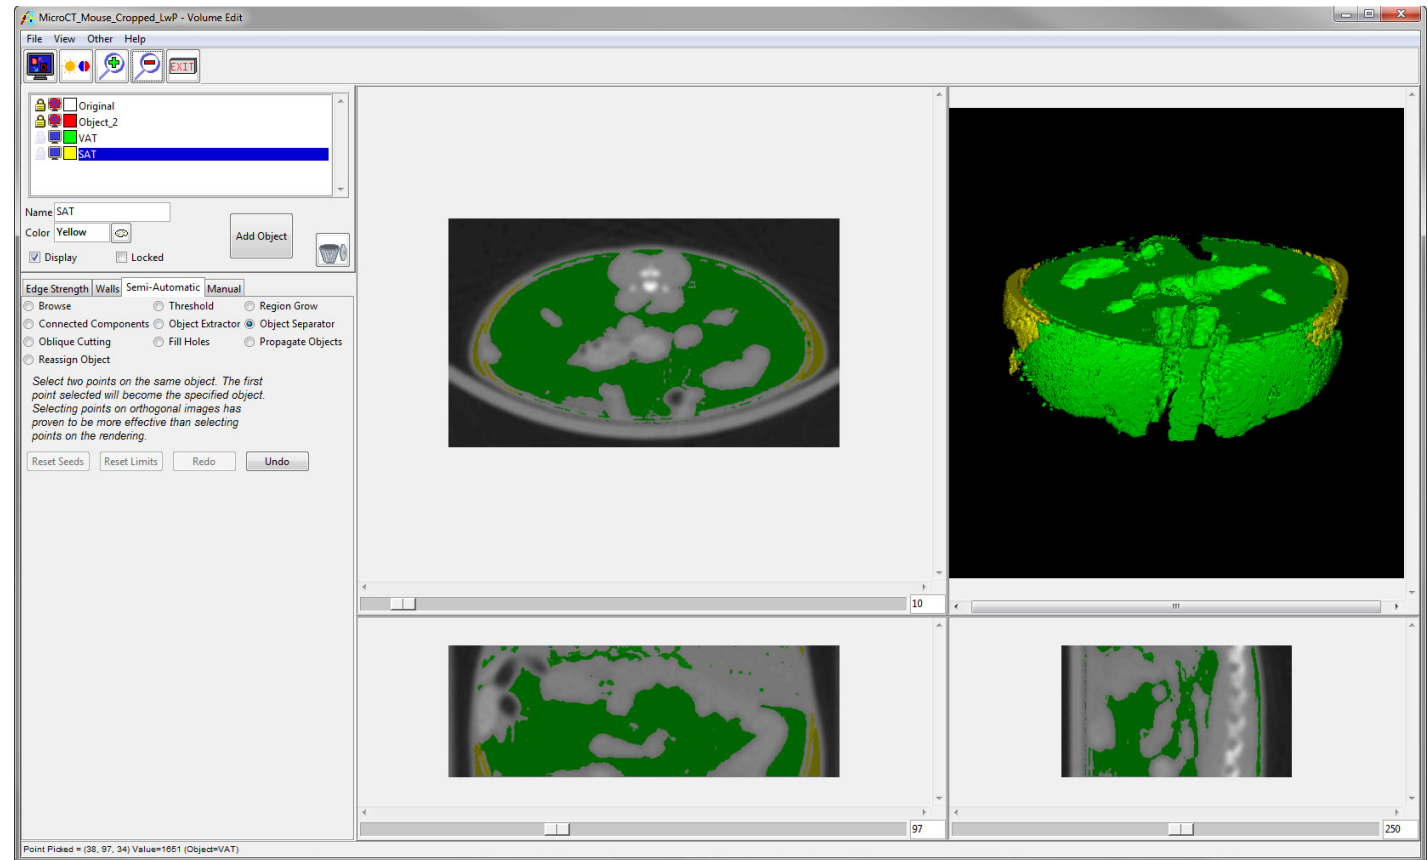 MicroCT_Mouse_Cropped_LwP - Volume Edit
File View Other Help
EXIT
Original
Object_2
VAT
SAT
Name SAT
Color Yellow
Add Object
Display Locked
Edge Strength Walls Semi-Automatic Manual
Browse Threshold Region Grow
Connected Components Object Extractor Object Separator
Oblique Cutting Fill Holes Propagate Objects
Reassign Object
Select two points on the same object. The first
point selected will become the specified object.
Selecting points on orthogonal images has
proven to be more effective than selecting
points on the rendering.
Reset Seeds Reset Limits Redo Undo
10
97
250
Point Picked = (38, 97, 34) Value=1651 (Object=VAT)